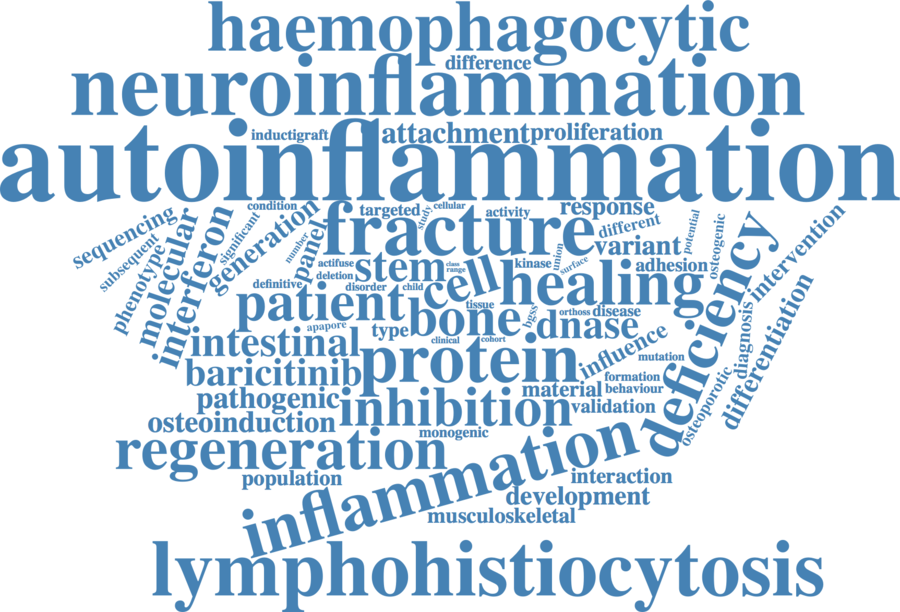 haemophagocytic
difference
neuroinflammation
inductigraft
attachment
proliferation
autoinflammation
condition
targeted
study
cellular
activity
response
sequencing
subsequent
phenotype
molecular
interferon
significant
generation
number
panel
fracture
different
variant
potential
osteogenic
intervention
actifuse
deletion
definitive
disorder
child
stem
class
range
kinase
union
surface
adhesion
patient
cell
tissue
healing
deficiency
apapore
type
bone
bgss
orthoss
disease
dnase
clinical
cohort
intestinal
baricitinib
protein
influence
mutation
diagnosis
differentiation
osteoporotic
formation
behaviour
material
pathogenic
inhibition
validation
osteoinduction
monogenic
regeneration
population
inflammation
interaction
development
musculoskeletal
lymphohistiocytosis